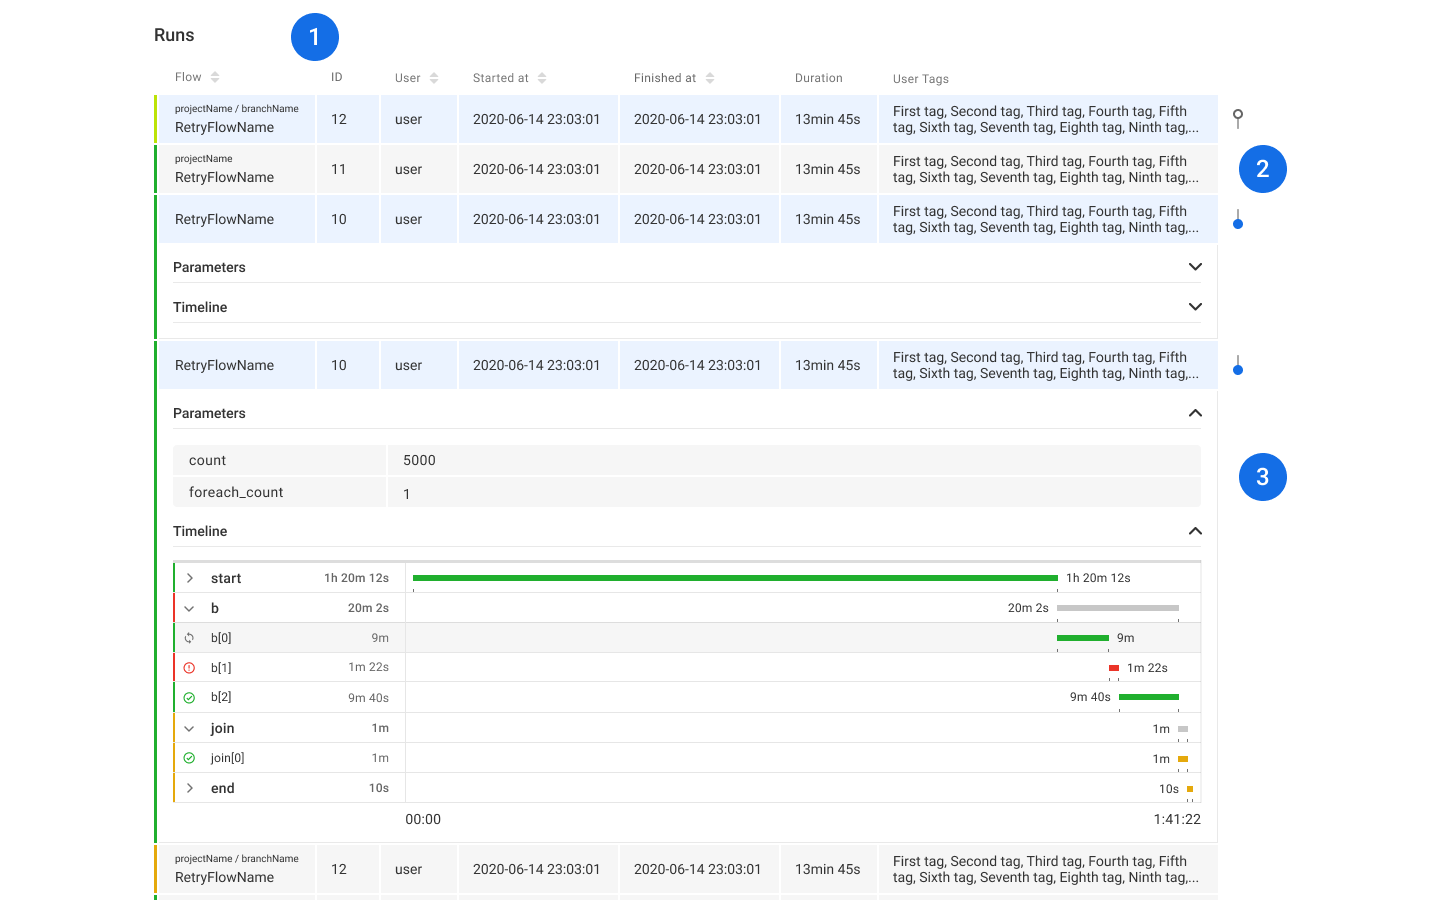 Runs
1
Flow ID User Started at Finished at Duration User Tags
projectName / branchName
RetryFlowName 12 user 2020-06-14 23:03:01 2020-06-14 23:03:01 13min 45s First tag, Second tag, Third tag, Fourth tag, Fifth
tag, Sixth tag, Seventh tag, Eighth tag, Ninth tag,...
projectName
RetryFlowName 11 user 2020-06-14 23:03:01 2020-06-14 23:03:01 13min 45s First tag, Second tag, Third tag, Fourth tag, Fifth
tag, Sixth tag, Seventh tag, Eighth tag, Ninth tag,...
2
RetryFlowName 10 user 2020-06-14 23:03:01 2020-06-14 23:03:01 13min 45s First tag, Second tag, Third tag, Fourth tag, Fifth
tag, Sixth tag, Seventh tag, Eighth tag, Ninth tag,...
Parameters
Timeline
RetryFlowName 10 user 2020-06-14 23:03:01 2020-06-14 23:03:01 13min 45s First tag, Second tag, Third tag, Fourth tag, Fifth
tag, Sixth tag, Seventh tag, Eighth tag, Ninth tag,...
Parameters
count 5000
3
foreach_count 1
Timeline
start 1h 20m 12s 1h 20m 12s
b 20m 2s 20m 2s
b[0] 9m 9m
b[1] 1m 22s 1m 22s
b[2] 9m 40s 9m 40s
join 1m 1m
join[0] 1m 1m
end 10s 10s
00:00 1:41:22
projectName / branchName
RetryFlowName 12 user 2020-06-14 23:03:01 2020-06-14 23:03:01 13min 45s First tag, Second tag, Third tag, Fourth tag, Fifth
tag, Sixth tag, Seventh tag, Eighth tag, Ninth tag,...